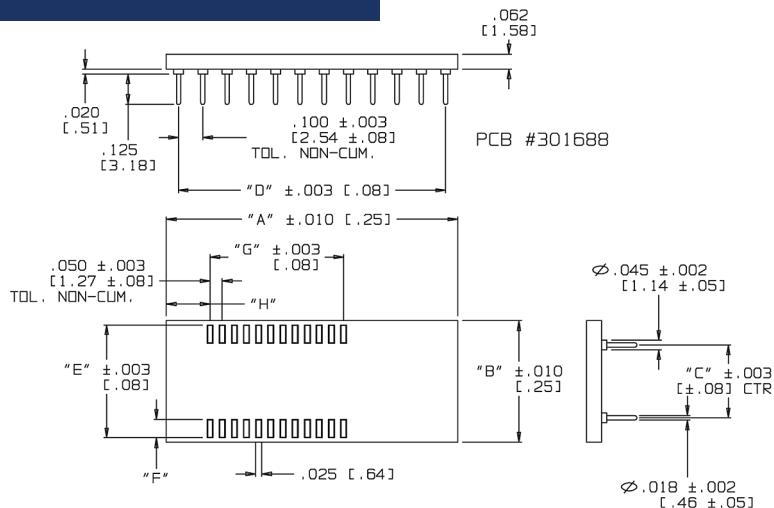 .062
[1.58]
.020
[.51]
.125
[3.18]
.100 ±.003
[2.54 ±.08]
TOL. NON-CUM.
PCB #301688
"D" ±.003 [.08]
"A" ±.010 [.25]
"G" ±.003
[.08]
.050 ±.003
[1.27 ±.08]
TOL. NON-CUM.
"H"
Ø.045 ±.002
[1.14 ±.05]
"E" ±.003
[.08]
"B" ±.010
[.25]
"C" ±.003
[±.08] CTR
"F"
.025 [.64]
Ø.018 ±.002
[.46 ±.05]